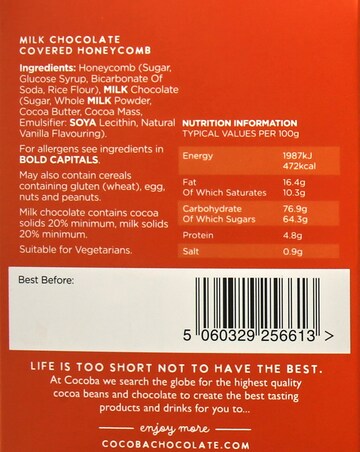 MILK CHOCOLATE
COVERED HONEYCOMB
Ingredients: Honeycomb (Sugar,
Glucose Syrup, Bicarbonate Of
Soda, Rice Flour), MILK Chocolate
(Sugar, Whole MILK Powder,
Cocoa Butter, Cocoa Mass,
Emulsifier: SOYA Lecithin, Natural
Vanilla Flavouring).
For allergens see ingredients in
BOLD CAPITALS.
May also contain cereals
containing gluten (wheat), egg,
nuts and peanuts.
Milk chocolate contains cocoa
solids 20% minimum, milk solids
20% minimum.
Suitable for Vegetarians.
NUTRITION INFORMATION
TYPICAL VALUES PER 100g
Energy 1987kJ
472kcal
Fat 16.4g
Of Which Saturates 10.3g
Carbohydrate 76.9g
Of Which Sugars 64.3g
Protein 4.8g
Salt 0.9g
Best Before:
5 060329 256613 >
LIFE IS TOO SHORT NOT TO HAVE THE BEST.
At Cocoba we search the globe for the highest quality
cocoa beans and chocolate to create the best tasting
products and drinks for you to...
enjoy more
COCOBACHOCOLATE.COM